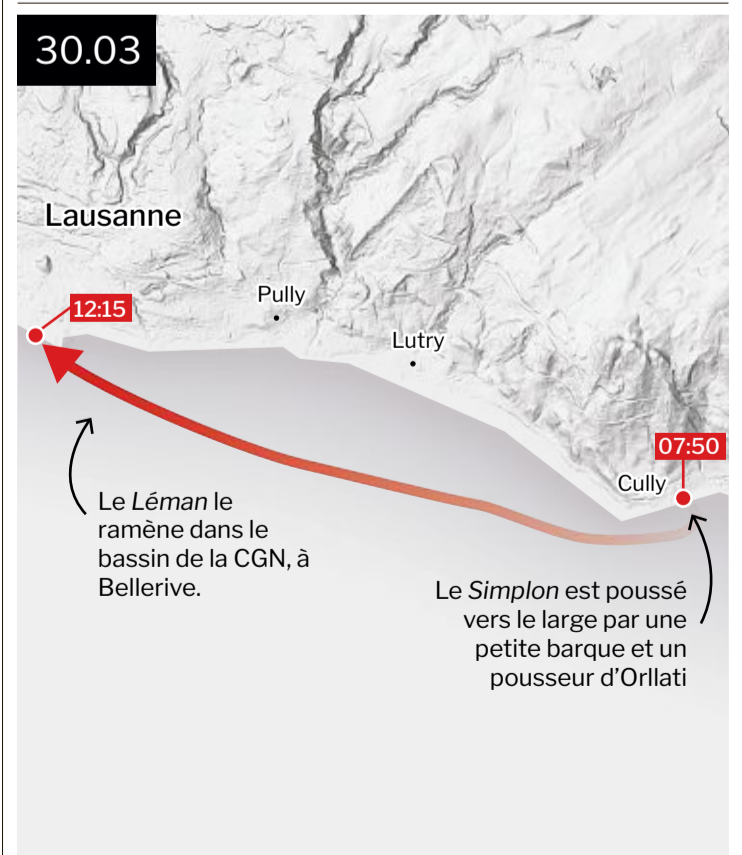 30.03
Lausanne
12:15
Pully
Lutry
07:50
Cully
Le Léman le
ramène dans le
bassin de la CGN, à
Bellerive.
Le Simplon est poussé
vers le large par une
petite barque et un
pousseur d’Orllati